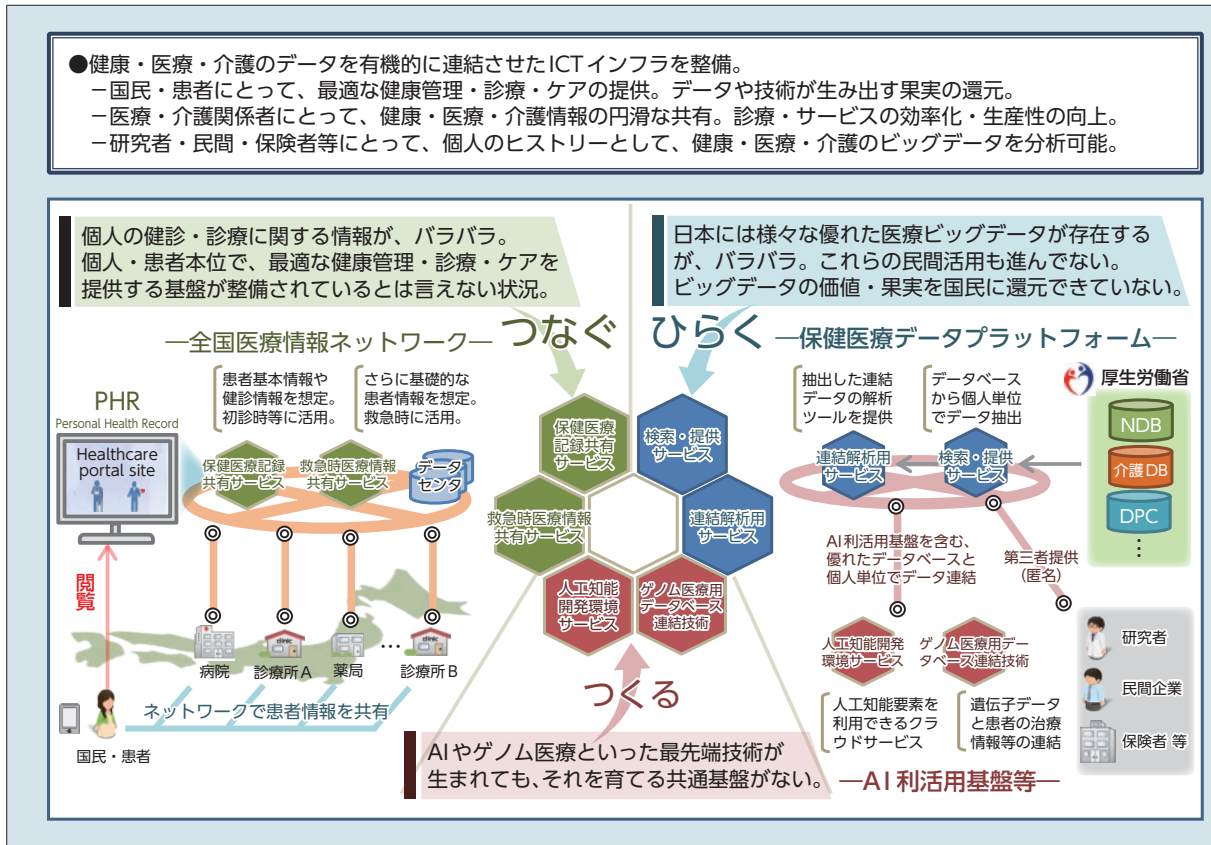 ●健康・医療・介護のデータを有機的に連結させたICTインフラを整備。
－国民・患者にとって、最適な健康管理・診療・ケアの提供。データや技術が生み出す果実の還元。
－医療・介護関係者にとって、健康・医療・介護情報の円滑な共有。診療・サービスの効率化・生産性の向上。
－研究者・民間・保険者等にとって、個人のヒストリーとして、健康・医療・介護のビッグデータを分析可能。
個人の健診・診療に関する情報が、バラバラ。
個人・患者本位で、最適な健康管理・診療・ケアを
提供する基盤が整備されているとは言えない状況。
日本には様々な優れた医療ビッグデータが存在する
が、バラバラ。これらの民間活用も進んでない。
ビッグデータの価値・果実を国民に還元できていない。
―全国医療情報ネットワーク―
つなぐ
ひらく
―保健医療データプラットフォーム―
患者基本情報や
健診情報を想定。
初診時等に活用。
さらに基礎的な
患者情報を想定。
救急時に活用。
PHR
Personal Health Record
Healthcare
portal site
保健医療記録
共有サービス
救急時医療情報
共有サービス
データ
センタ
閲覧
病院
診療所A
薬局
…
clinic
clinic
診療所B
ネットワークで患者情報を共有
国民・患者
保健医療
記録共有
サービス
検索・提供
サービス
救急時医療情報
共有サービス
連結解析用
サービス
人工知能
開発環境
サービス
ゲノム医療用
データベース
連結技術
つくる
AIやゲノム医療といった最先端技術が
生まれても、それを育てる共通基盤がない。
抽出した連結
データの解析
ツールを提供
データベース
から個人単位
でデータ抽出
厚生労働省
NDB
介護DB
DPC
⋮
連結解析用
サービス
検索・提供
サービス
AI利活用基盤を含む、
優れたデータベースと
個人単位でデータ連結
第三者提供
（匿名）
人工知能開発
環境サービス
ゲノム医療用デー
タベース連結技術
人工知能要素を
利用できるクラ
ウドサービス
遺伝子データ
と患者の治療
情報等の連結
研究者
民間企業
保険者 等
―AI利活用基盤等―